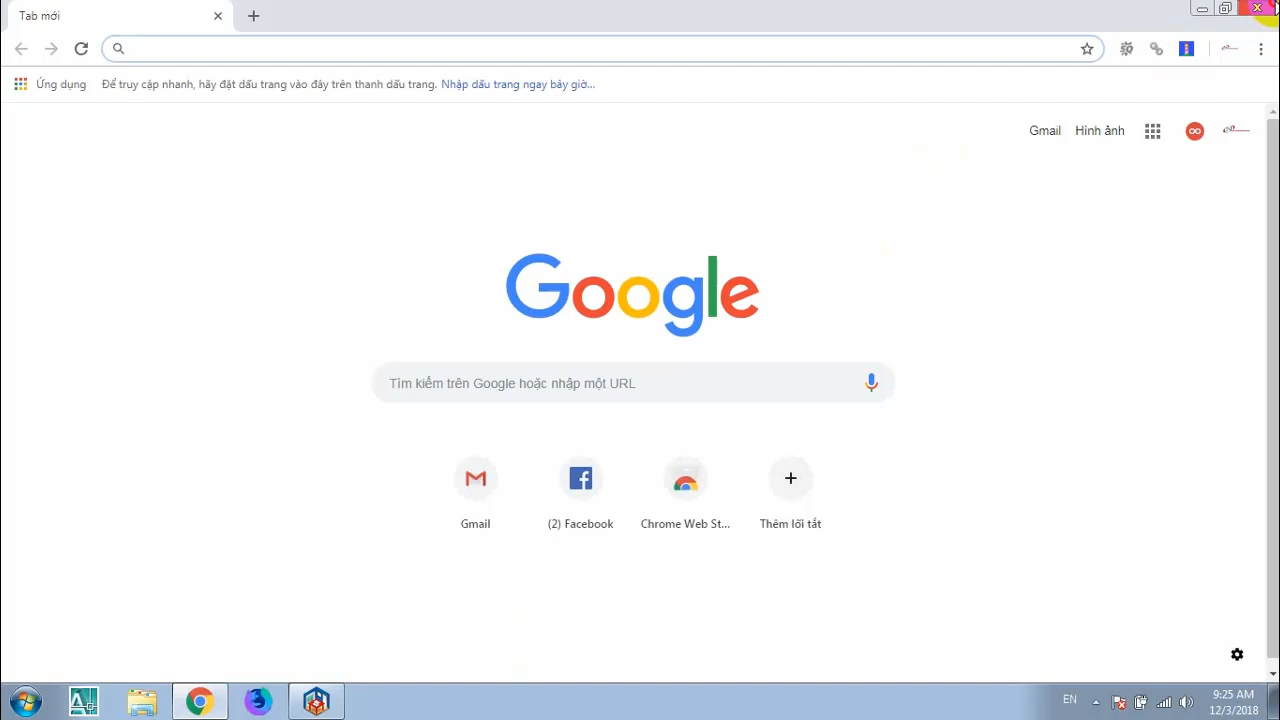 Tab mới
Ứng dụng Để truy cập nhanh, hãy đặt dấu trang vào đây trên thanh dấu trang. Nhập dấu trang ngay bây giờ...
Gmail Hình ảnh
Google
Tìm kiếm trên Google hoặc nhập một URL
Gmail (2) Facebook Chrome Web St... Thêm lối tắt
EN
9:25 AM
12/3/2018